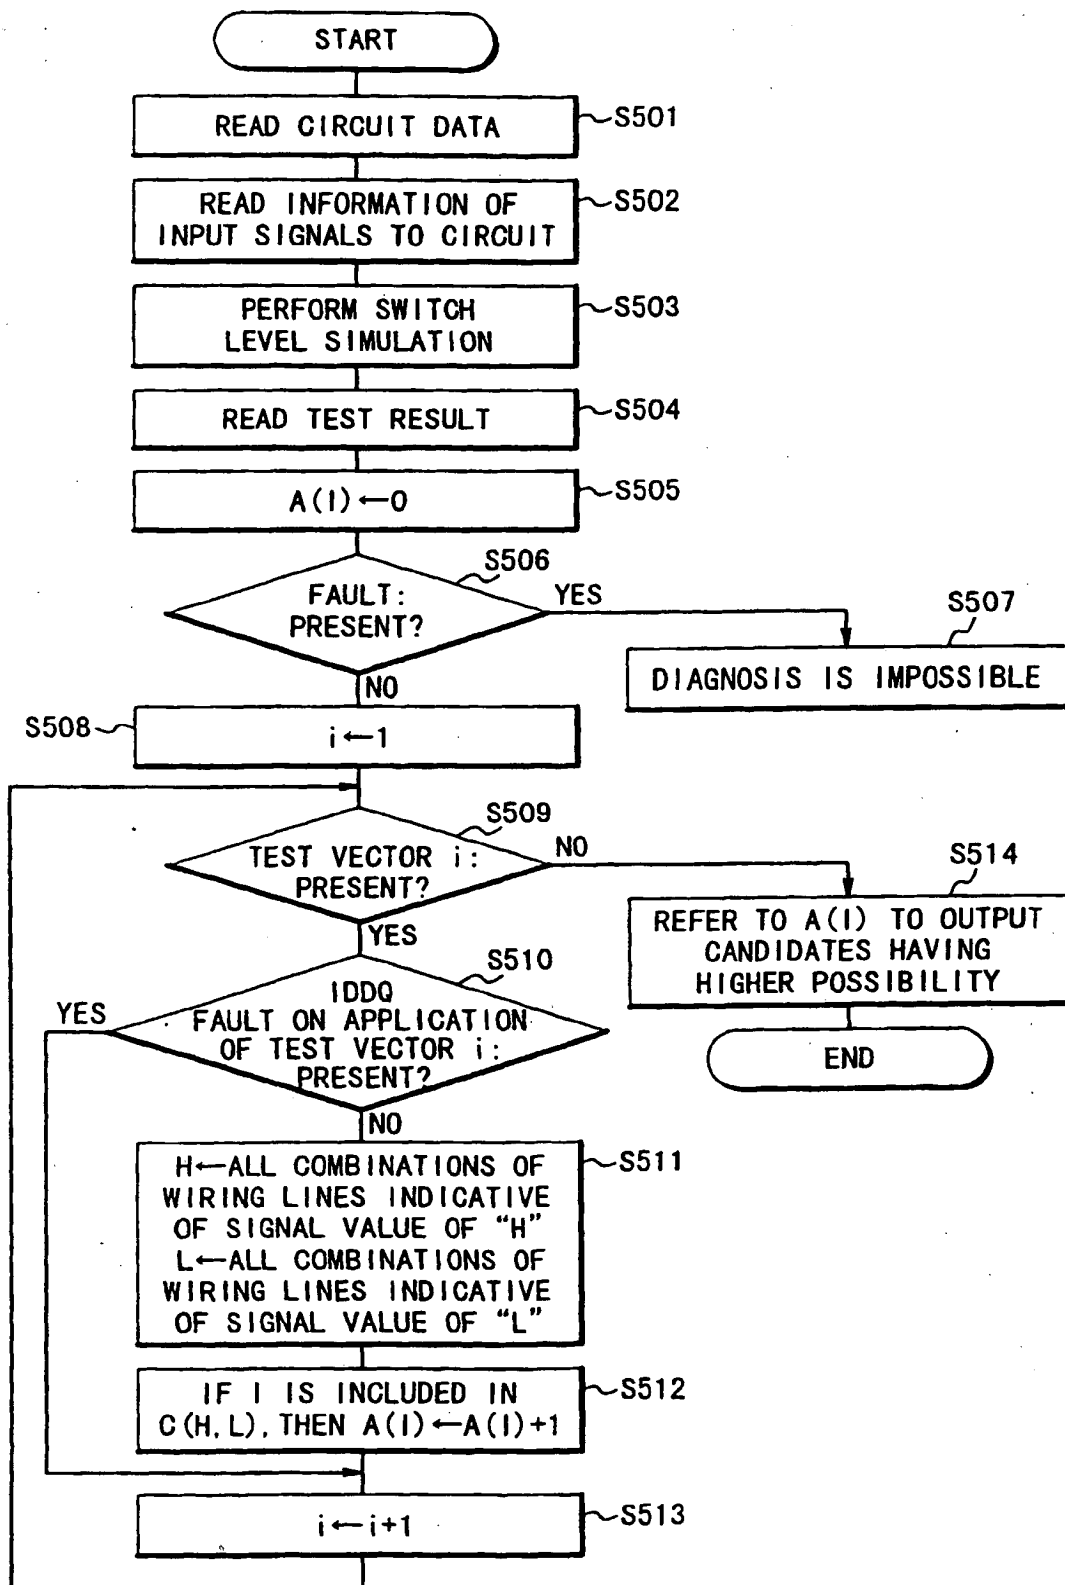 START
READ CIRCUIT DATA
S501
READ INFORMATION OF
INPUT SIGNALS TO CIRCUIT
S502
PERFORM SWITCH
LEVEL SIMULATION
S503
READ TEST RESULT
S504
A(I)←0
S505
S506
FAULT:
PRESENT?
YES
NO
S507
DIAGNOSIS IS IMPOSSIBLE
S508
i←1
S509
TEST VECTOR i:
PRESENT?
NO
YES
S514
REFER TO A(I) TO OUTPUT
CANDIDATES HAVING
HIGHER POSSIBILITY
END
S510
IDDQ
FAULT ON APPLICATION
OF TEST VECTOR i:
PRESENT?
YES
NO
H←ALL COMBINATIONS OF
WIRING LINES INDICATIVE
OF SIGNAL VALUE OF “H”
L←ALL COMBINATIONS OF
WIRING LINES INDICATIVE
OF SIGNAL VALUE OF “L”
S511
IF I IS INCLUDED IN
C(H,L), THEN A(I)←A(I)+1
S512
i←i+1
S513